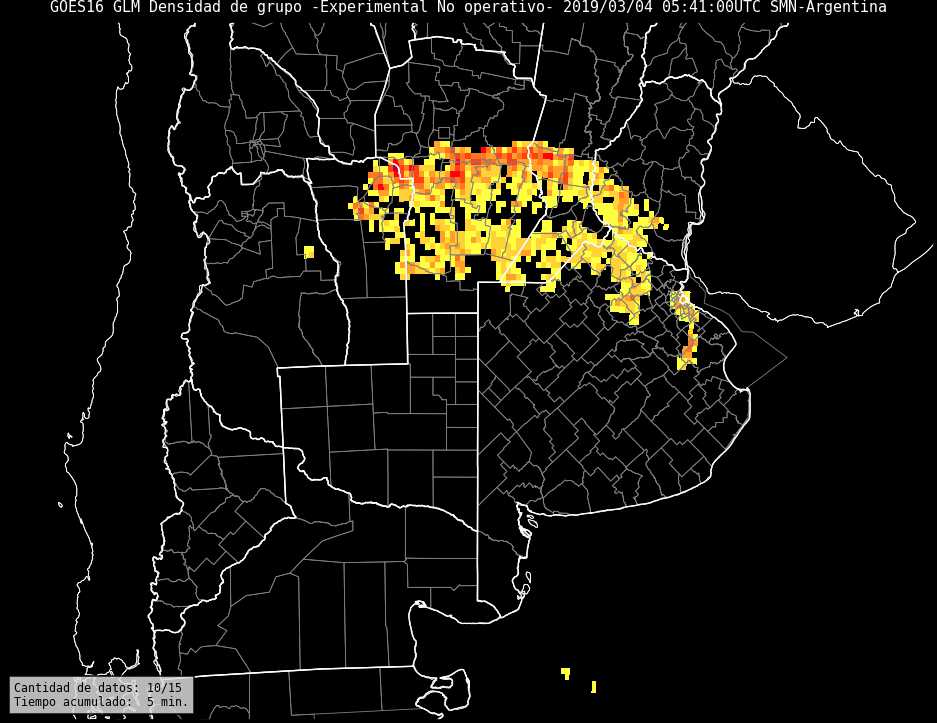 GOES16 GLM Densidad de grupo -Experimental No operativo- 2019/03/04 05:41:00UTC SMN-Argentina
Cantidad de datos: 10/15
Tiempo acumulado:  5 min.